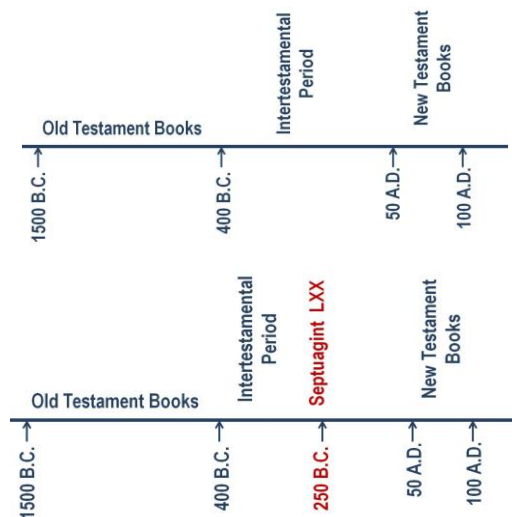 Old Testament Books
Intertestamental
Period
New Testament
Books
1500 B.C.
400 B.C.
50 A.D.
100 A.D.
Old Testament Books
Intertestamental
Period
Septuagint LXX
New Testament
Books
1500 B.C.
400 B.C.
250 B.C.
50 A.D.
100 A.D.